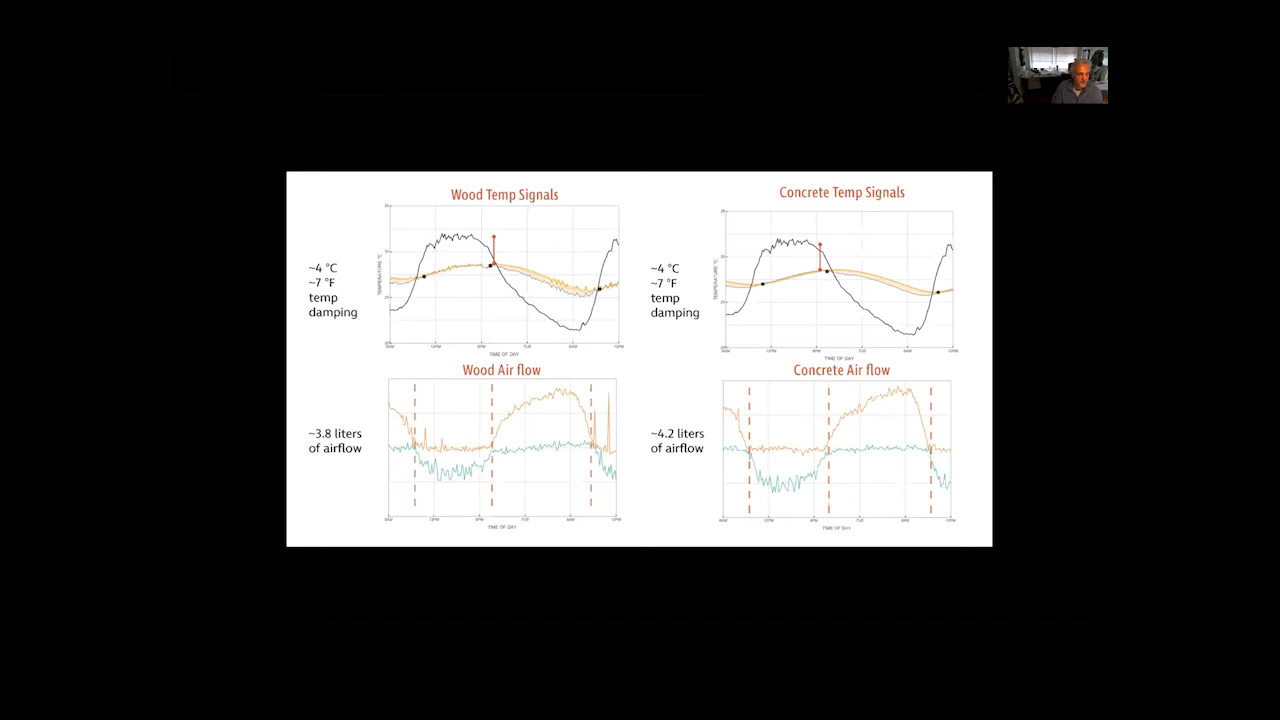 Wood Temp Signals
~4 °C
~7 °F
temp
damping
TEMPERATURE °C
TIME OF DAY
Concrete Temp Signals
~4 °C
~7 °F
temp
damping
TEMPERATURE °C
TIME OF DAY
Wood Air flow
~3.8 liters
of airflow
TIME OF DAY
Concrete Air flow
~4.2 liters
of airflow
TIME OF DAY